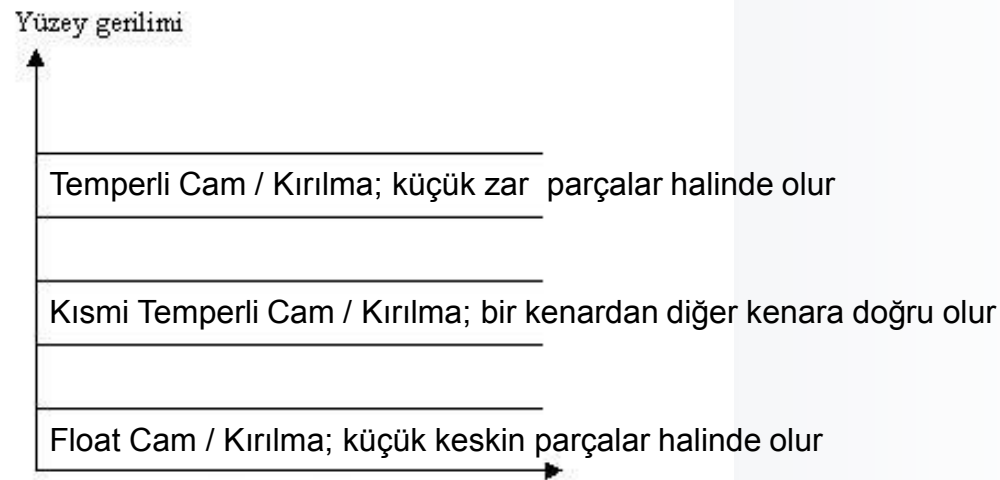 Yüzey gerilimi
Temperli Cam / Kırılma; küçük zar  parçalar halinde olur
Kısmi Temperli Cam / Kırılma; bir kenardan diğer kenara doğru olur
Float Cam / Kırılma; küçük keskin parçalar halinde olur